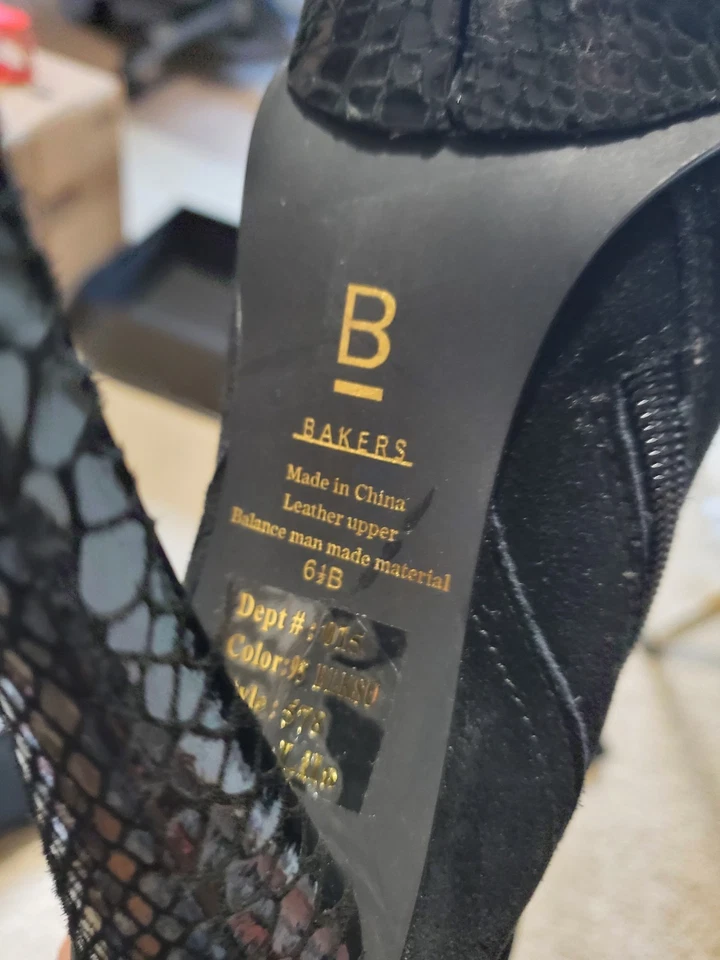 B
BAKERS
Made in China
Leather upper
Balance man made material
6½B
Dept #:
Color: